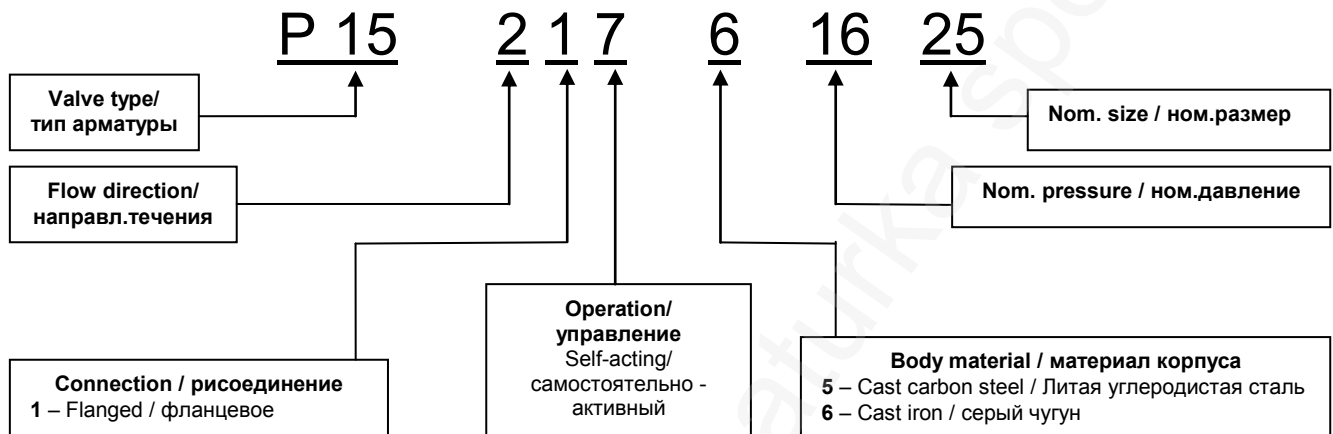 P 15 2 1 7 6 16 25
Valve type/
тип арматуры
Nom. size / ном.размер
Flow direction/
направл.течения
Nom. pressure / ном.давление
Operation/
управление
Self-acting/
самостоятельно -
активный
Connection / рисоединение
1 – Flanged / фланцевое
Body material / материал корпуса
5 – Cast carbon steel / Литая углеродистая сталь
6 – Cast iron / серый чугун